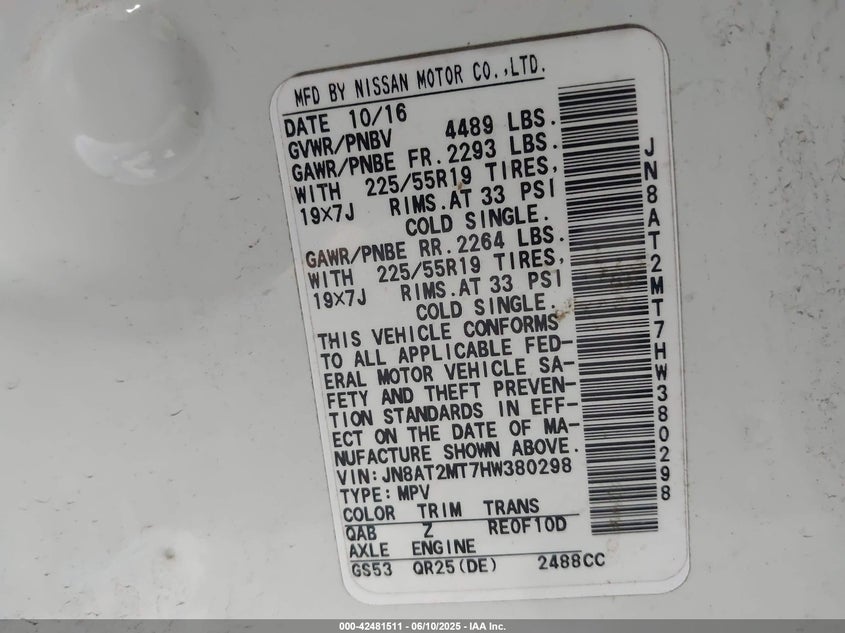 MFD BY NISSAN MOTOR CO.,LTD.
DATE 10/16
GVWR/PNBV 4489 LBS.
GAWR/PNBE FR. 2293 LBS.
WITH 225/55R19 TIRES,
19X7J RIMS.AT 33 PSI
COLD SINGLE.
GAWR/PNBE RR. 2264 LBS.
WITH 225/55R19 TIRES,
19X7J RIMS.AT 33 PSI
COLD SINGLE.
THIS VEHICLE CONFORMS
TO ALL APPLICABLE FED-
ERAL MOTOR VEHICLE SA-
FETY AND THEFT PREVEN-
TION STANDARDS IN EFF-
ECT ON THE DATE OF MA-
NUFACTURE SHOWN ABOVE.
VIN:JN8AT2MT7HW380298
TYPE:MPV
COLOR TRIM TRANS
QAB Z RE0F10D
AXLE ENGINE
GS53 QR25(DE) 2488CC
JN8AT2MT7HW380298
000-42481511 - 06/10/2025 - IAA Inc.